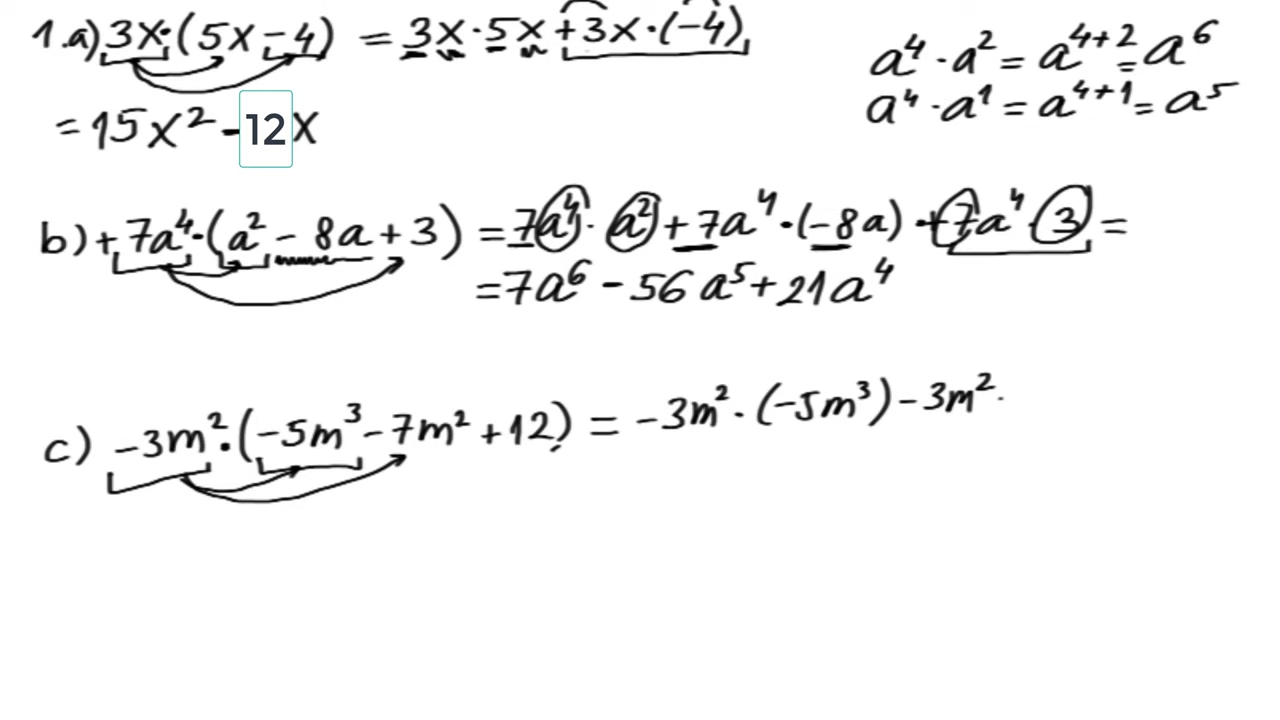 1.a) 3x·(5x-4) = 3x·5x+3x·(-4)
a⁴·a² = a⁴⁺² = a⁶
a⁴·a¹ = a⁴⁺¹ = a⁵
= 15x² - 12x
b) +7a⁴·(a² - 8a + 3) = 7a⁴·a² + 7a⁴·(-8a) + 7a⁴·3 =
= 7a⁶ - 56a⁵ + 21a⁴
c) -3m²·(-5m³ - 7m² + 12) = -3m²·(-5m³) - 3m²·